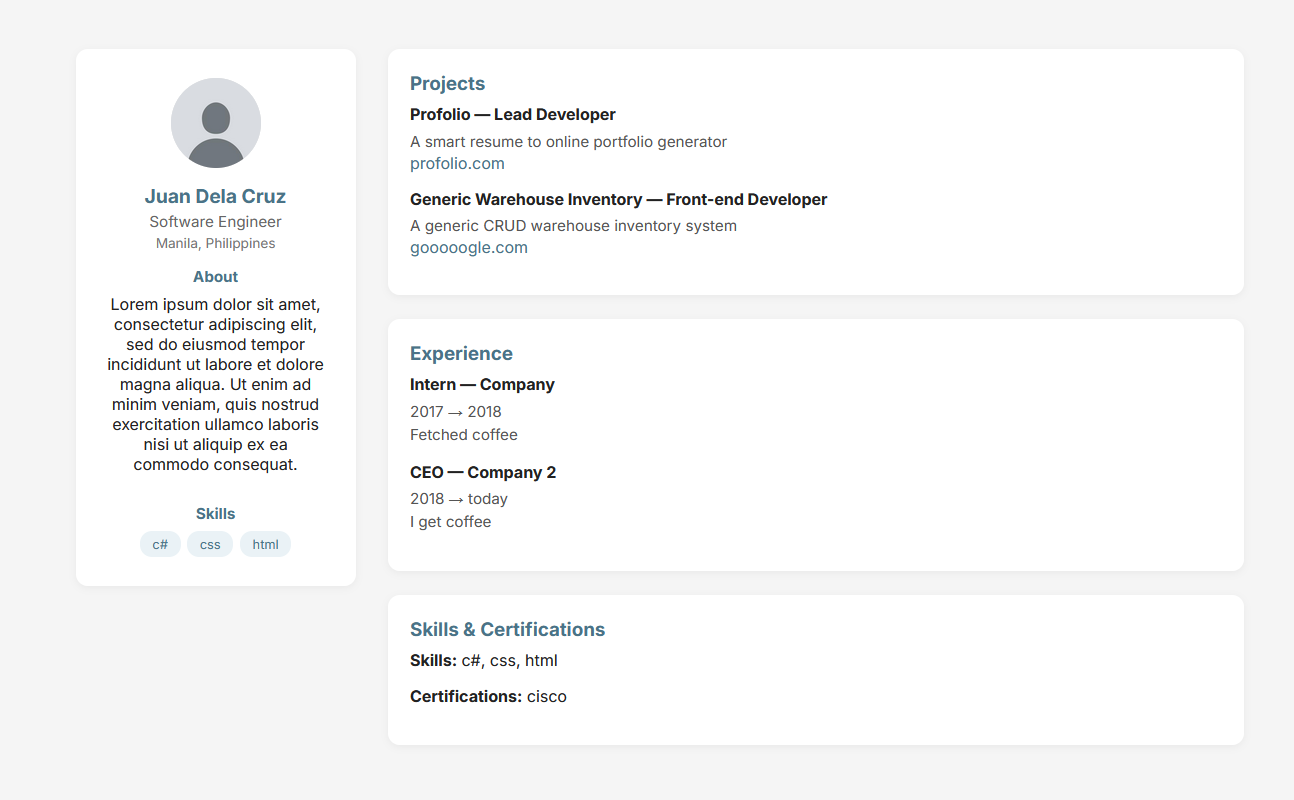 Juan Dela Cruz
Software Engineer
Manila, Philippines
About
Lorem ipsum dolor sit amet,
consectetur adipiscing elit,
sed do eiusmod tempor
incididunt ut labore et dolore
magna aliqua. Ut enim ad
minim veniam, quis nostrud
exercitation ullamco laboris
nisi ut aliquip ex ea
commodo consequat.
Skills
c# css html
Projects
Profolio — Lead Developer
A smart resume to online portfolio generator
profolio.com
Generic Warehouse Inventory — Front-end Developer
A generic CRUD warehouse inventory system
gooooogle.com
Experience
Intern — Company
2017 → 2018
Fetched coffee
CEO — Company 2
2018 → today
I get coffee
Skills & Certifications
Skills: c#, css, html
Certifications: cisco